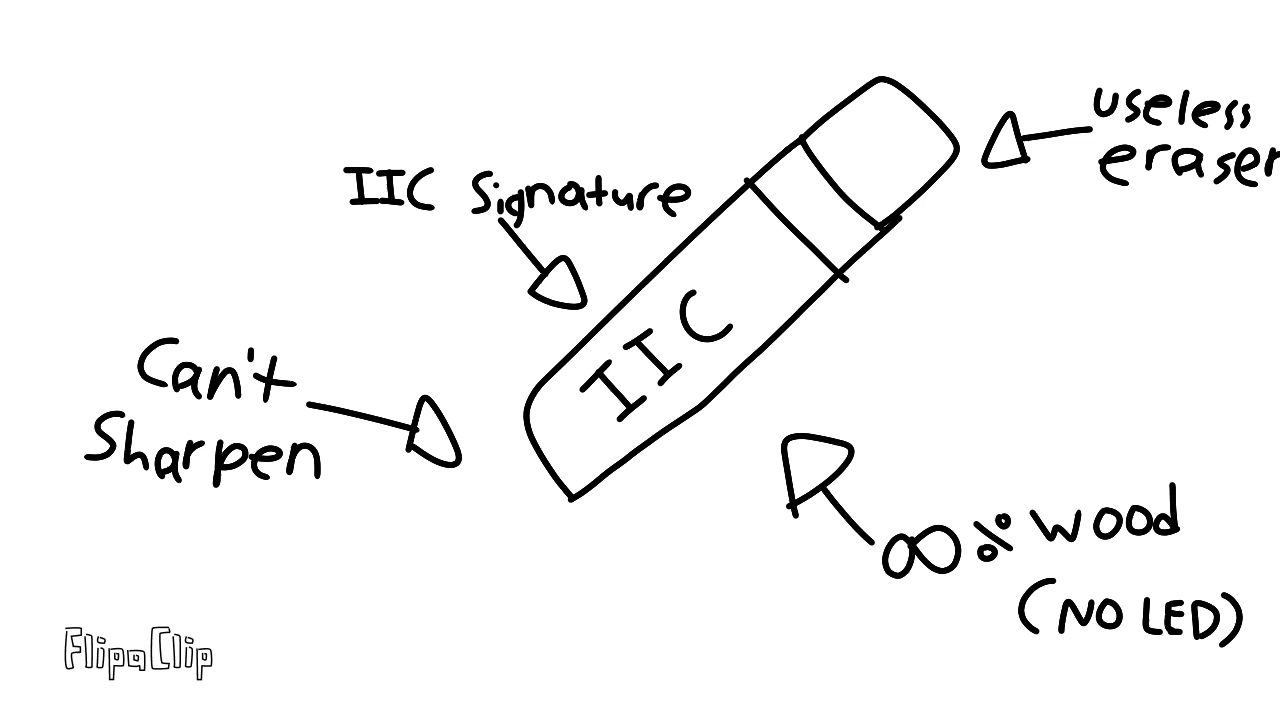 useless
eraser
IIC Signature
IIC
Can't
Sharpen
∞% wood
(NO LED)
FlipaClip